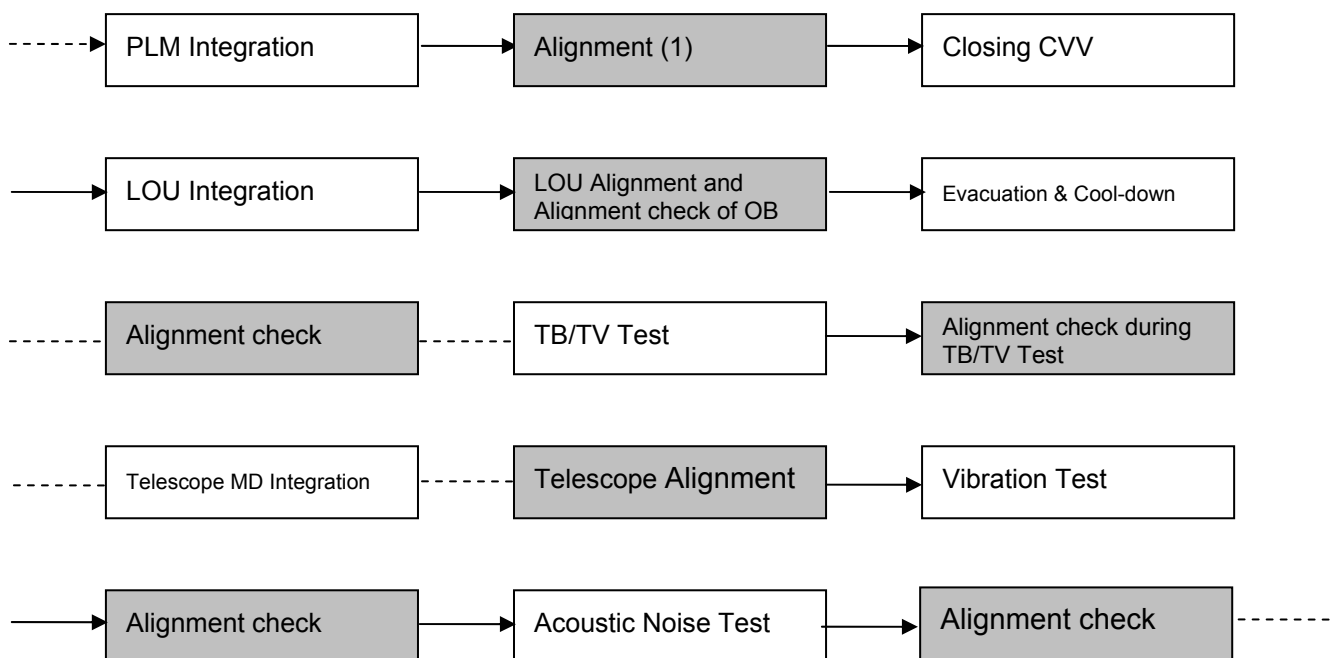 PLM Integration
Alignment (1)
Closing CVV
LOU Integration
LOU Alignment and
Alignment check of OB
Evacuation & Cool-down
Alignment check
TB/TV Test
Alignment check during
TB/TV Test
Telescope MD Integration
Telescope Alignment
Vibration Test
Alignment check
Acoustic Noise Test
Alignment check